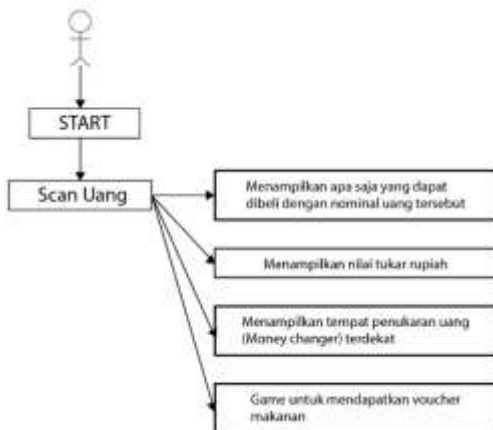 START
Scan Uang
Menampilkan apa saja yang dapat
dibeli dengan nominal uang tersebut
Menampilkan nilai tukar rupiah
Menampilkan tempat penukaran uang
(Money changer) terdekat
Game untuk mendapatkan voucher
makanan